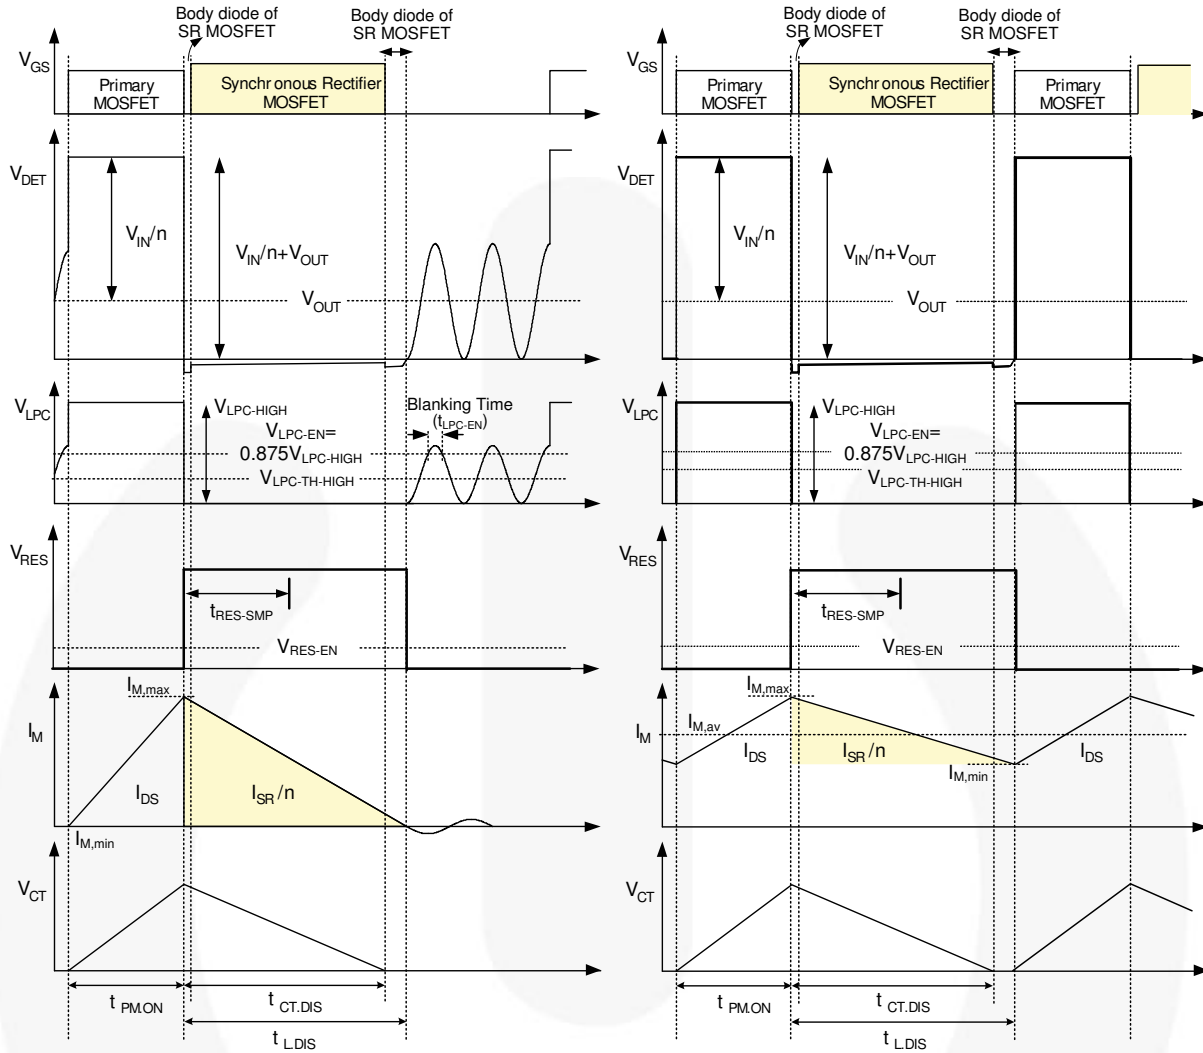 Body diode of
SR MOSFET
Body diode of
SR MOSFET
VGS
Primary
MOSFET
Synchronous Rectifier
MOSFET
VDET
VIN/n
VIN/n+VOUT
VOUT
VLPC
VLPC-HIGH
VLPC-EN=
0.875VLPC-HIGH
VLPC-TH-HIGH
Blanking Time
(tLPC-EN)
VRES
tRES-SMP
VRES-EN
IM,max
IM
IDS
ISR/n
IM,min
VCT
t PM.ON
t CT.DIS
t L.DIS
Body diode of
SR MOSFET
Body diode of
SR MOSFET
VGS
Primary
MOSFET
Synchronous Rectifier
MOSFET
Primary
MOSFET
VDET
VIN/n
VIN/n+VOUT
VOUT
VLPC
VLPC-HIGH
VLPC-EN=
0.875VLPC-HIGH
VLPC-TH-HIGH
VRES
tRES-SMP
VRES-EN
IM,max
IM,av
IM
IDS
ISR/n
IM,min
IDS
VCT
t PM.ON
t CT.DIS
t L.DIS